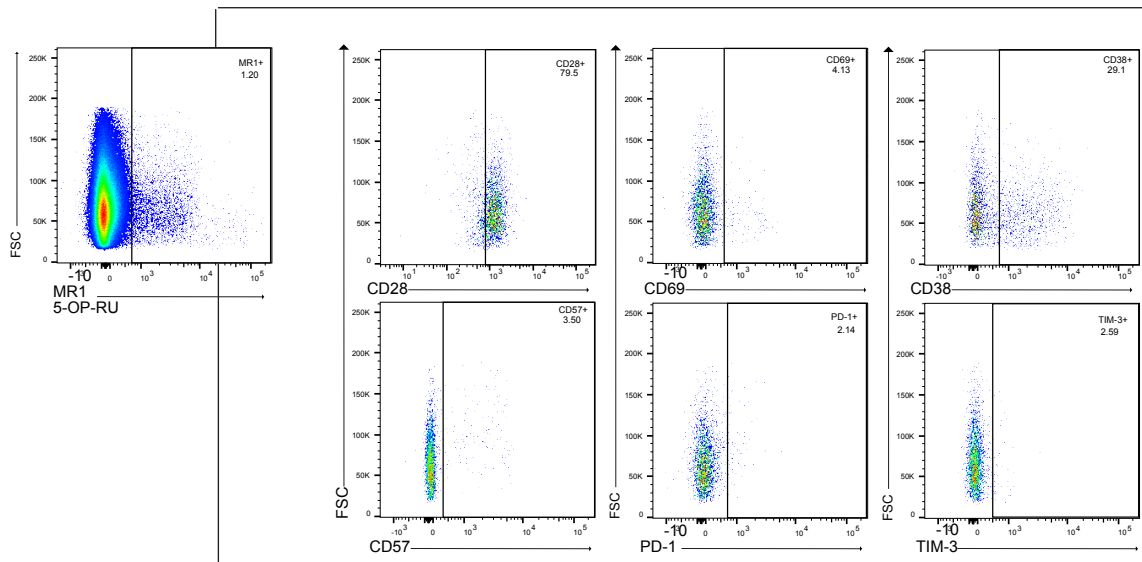 250K
200K
150K
100K
50K
0
MR1+
1.20
FSC
-10 0 10³ 10⁴ 10⁵
MR1
5-OP-RU
250K
200K
150K
100K
50K
0
CD28+
79.5
FSC
10¹ 10² 10³ 10⁴ 10⁵
CD28
250K
200K
150K
100K
50K
0
CD69+
4.13
FSC
-10 0 10³ 10⁴ 10⁵
CD69
250K
200K
150K
100K
50K
0
CD38+
29.1
FSC
-10³ 0 10³ 10⁴ 10⁵
CD38
250K
200K
150K
100K
50K
0
CD57+
3.50
FSC
-10³ 0 10³ 10⁴ 10⁵
CD57
250K
200K
150K
100K
50K
0
PD-1+
2.14
FSC
-10 0 10³ 10⁴ 10⁵
PD-1
250K
200K
150K
100K
50K
0
TIM-3+
2.59
FSC
-10 0 10³ 10⁴ 10⁵
TIM-3